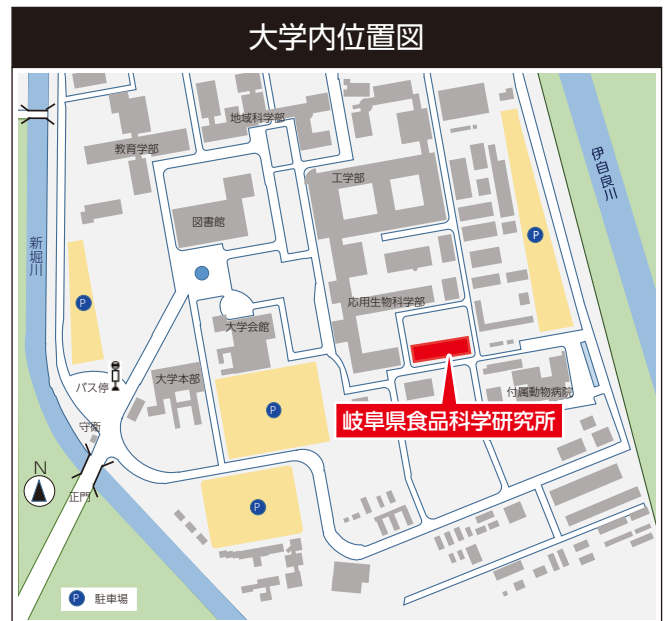 大学内位置図
地域科学部
教育学部
工学部
伊自良川
図書館
新堀川
P
P
応用生物科学部
大学会館
バス停
大学本部
付属動物病院
P
岐阜県食品科学研究所
守衛
N
正門
P
P 駐車場